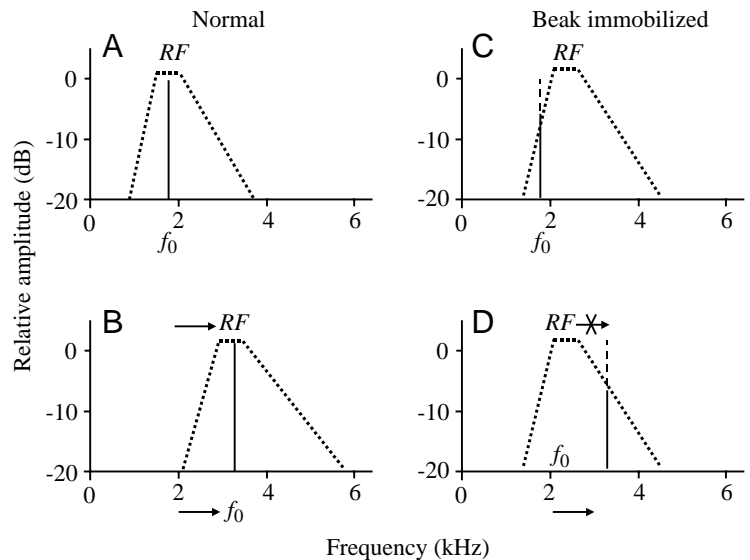 Normal
Beak immobilized
A
RF
0
-10
-20
0 2 4 6
f0
C
RF
0
-10
-20
0 2 4 6
f0
B
RF
0
-10
-20
0 2 4 6
f0
D
RF
0
-10
-20
f0
0 2 4 6
Relative amplitude (dB)
Frequency (kHz)